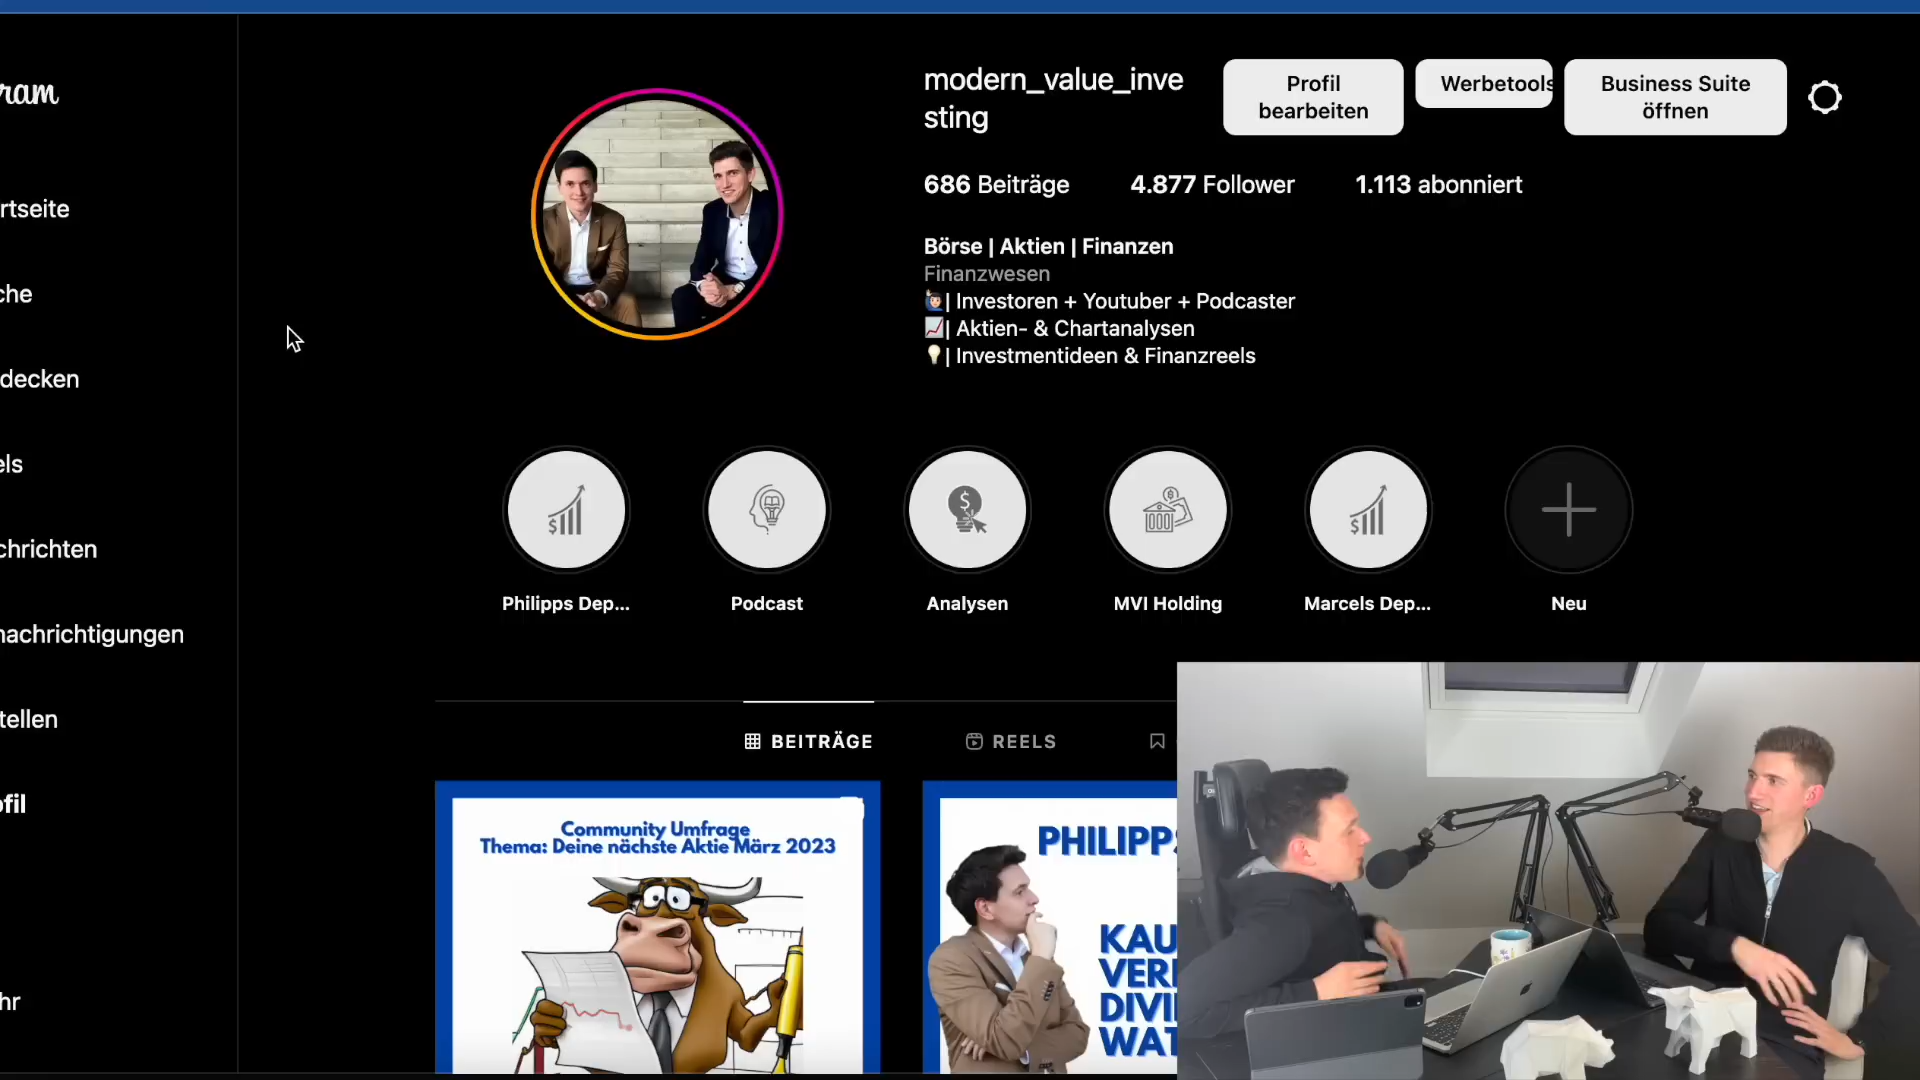 ram
rtseite
che
decken
els
chrichten
nachrichtigungen
tellen
ofil
hr
modern_value_inve
sting
Profil
bearbeiten
Werbetools
Business Suite
öffnen
686 Beiträge 4.877 Follower 1.113 abonniert
Börse | Aktien | Finanzen
Finanzwesen
| Investoren + Youtuber + Podcaster
| Aktien- & Chartanalysen
| Investmentideen & Finanzreels
Philipps Dep...
Podcast
Analysen
MVI Holding
Marcels Dep...
Neu
BEITRÄGE
REELS
Community Umfrage
Thema: Deine nächste Aktie März 2023
PHILIPPS
KAU
VER
DIVI
WAT